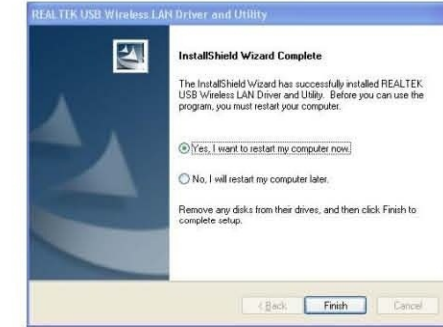 REALTEK USB Wireless LAN Driver and Utility
InstallShield Wizard Complete
The InstallShield Wizard has successfully installed REALTEK
USB Wireless LAN Driver and Utility. Before you can use the
program, you must restart your computer.
Yes, I want to restart my computer now.
No, I will restart my computer later.
Remove any disks from their drives, and then click Finish to
complete setup.
< Back
Finish
Cancel